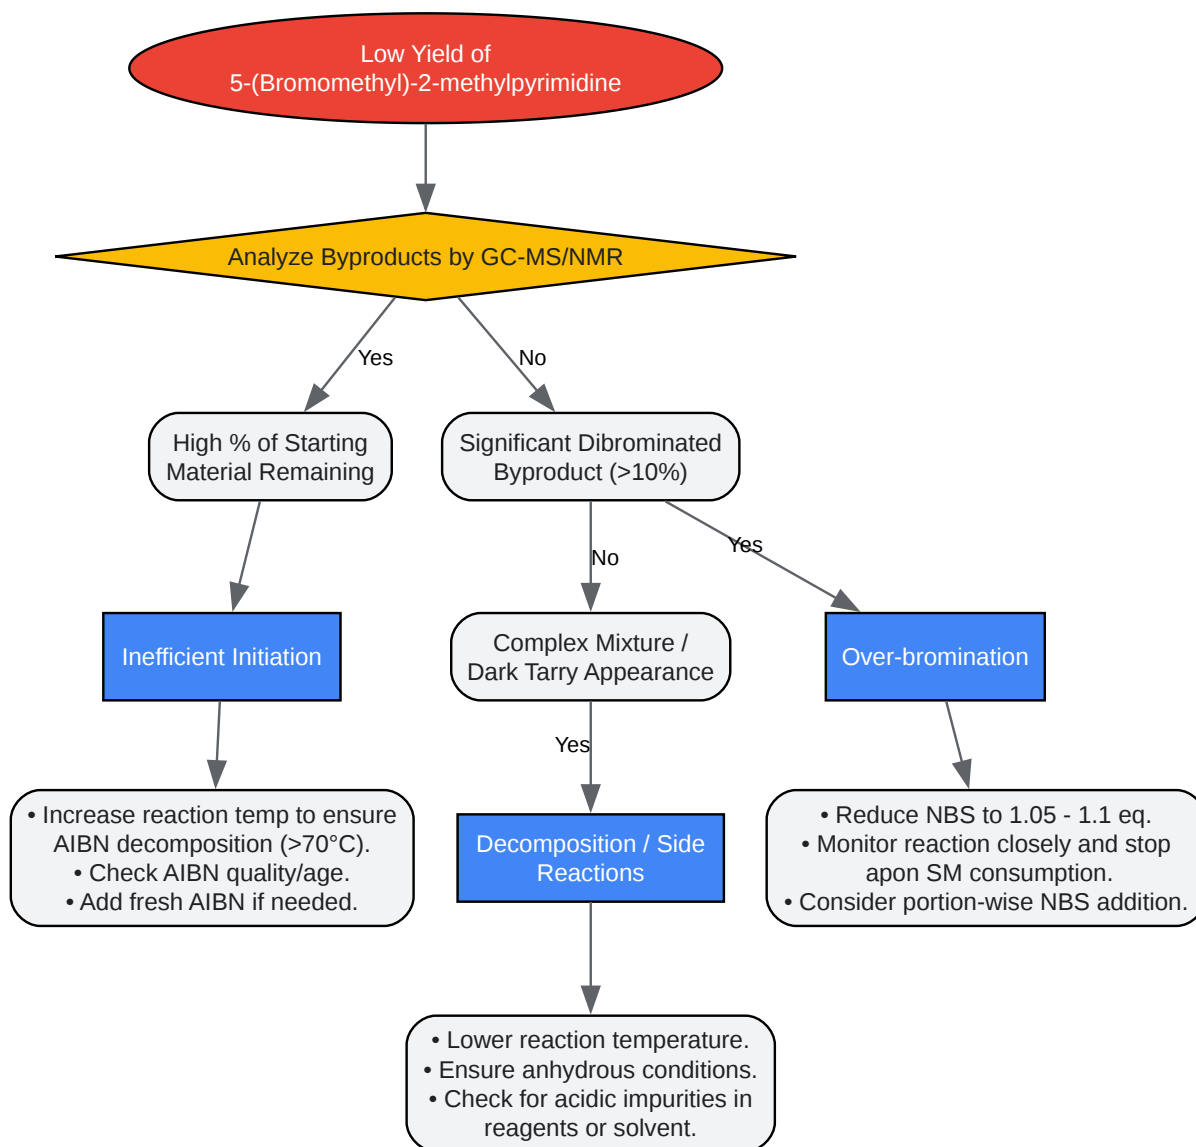 Low Yield of
5-(Bromomethyl)-2-methylpyrimidine
Analyze Byproducts by GC-MS/NMR
Yes
No
High % of Starting
Material Remaining
Significant Dibrominated
Byproduct (>10%)
No
Yes
Inefficient Initiation
Complex Mixture /
Dark Tarry Appearance
Over-bromination
Yes
• Increase reaction temp to ensure
AIBN decomposition (>70°C).
• Check AIBN quality/age.
• Add fresh AIBN if needed.
Decomposition / Side
Reactions
• Reduce NBS to 1.05 - 1.1 eq.
• Monitor reaction closely and stop
apon SM consumption.
• Consider portion-wise NBS addition.
• Lower reaction temperature.
• Ensure anhydrous conditions.
• Check for acidic impurities in
reagents or solvent.